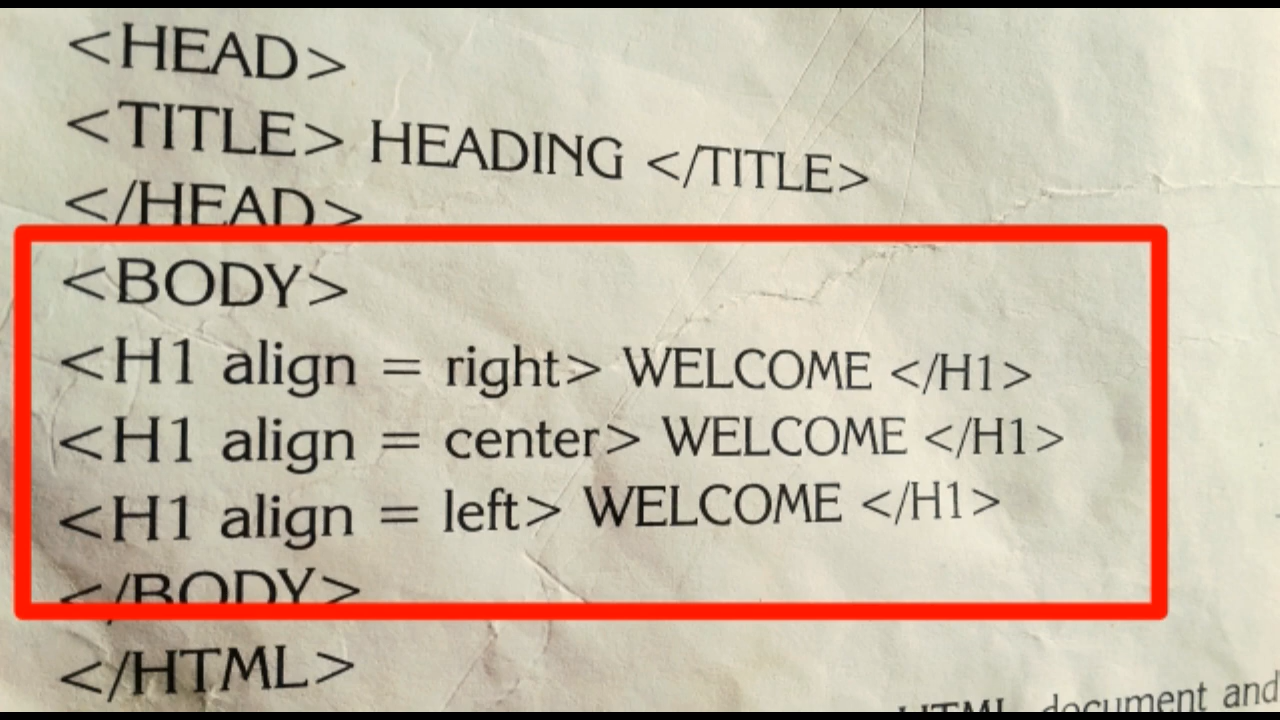 <HEAD>
<TITLE> HEADING </TITLE>
</HEAD>
<BODY>
<H1 align = right> WELCOME </H1>
<H1 align = center> WELCOME </H1>
<H1 align = left> WELCOME </H1>
</BODY>
</HTML>
HTML document and